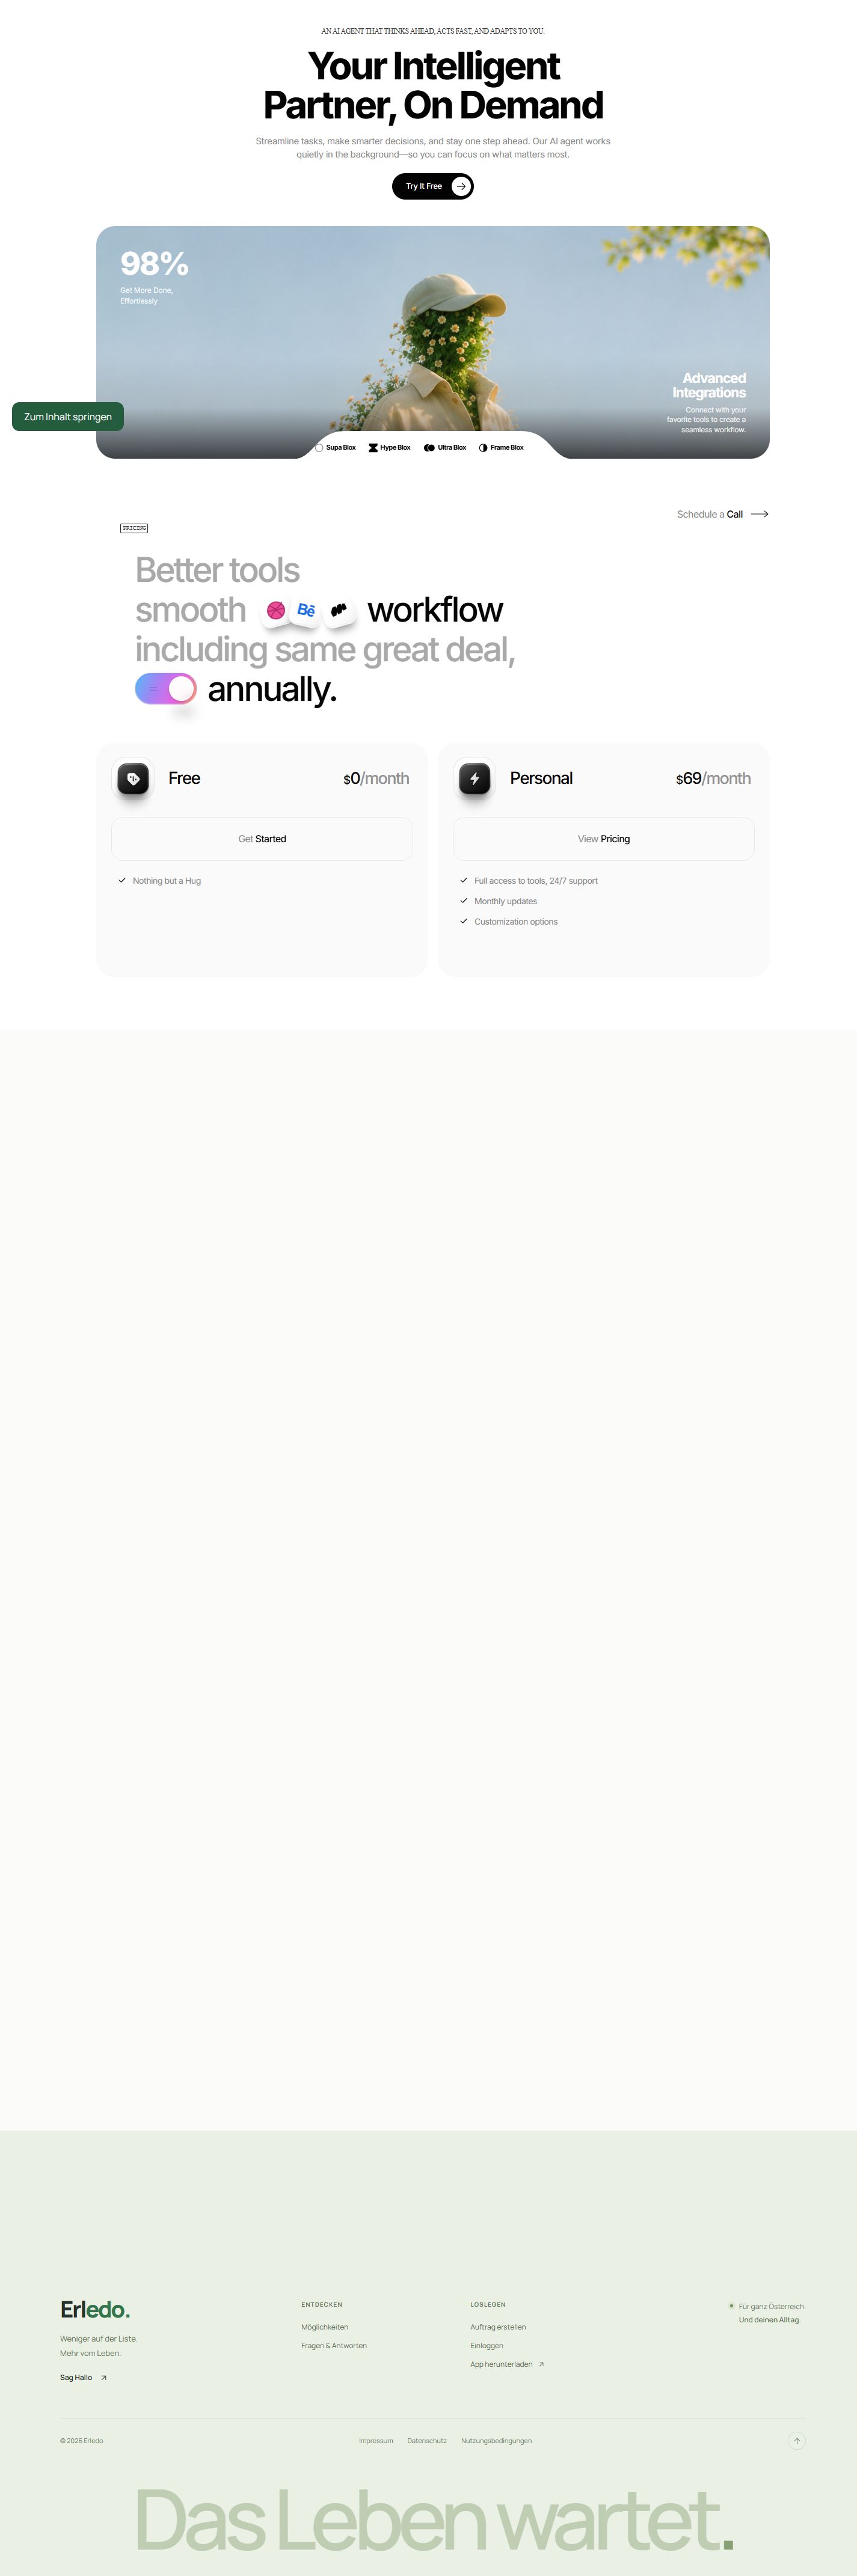 AN AI AGENT THAT THINKS AHEAD, ACTS FAST, AND ADAPTS TO YOU.
Your Intelligent
Partner, On Demand
Streamline tasks, make smarter decisions, and stay one step ahead. Our AI agent works
quietly in the background—so you can focus on what matters most.
Try It Free
98%
Get More Done,
Effortlessly
Advanced
Integrations
Connect with your
favorite tools to create a
seamless workflow.
Zum Inhalt springen
Supa Blox
Hype Blox
Ultra Blox
Frame Blox
Schedule a Call
PRICING
Better tools
smooth Bē workflow
including same great deal,
annually.
Free
$0/month
Get Started
Nothing but a Hug
Personal
$69/month
View Pricing
Full access to tools, 24/7 support
Monthly updates
Customization options
Erledo.
Weniger auf der Liste.
Mehr vom Leben.
Sag Hallo
ENTDECKEN
Möglichkeiten
Fragen & Antworten
LOSLEGEN
Auftrag erstellen
Einloggen
App herunterladen
Für ganz Österreich.
Und deinen Alltag.
© 2026 Erledo
Impressum
Datenschutz
Nutzungsbedingungen
Das Leben wartet.